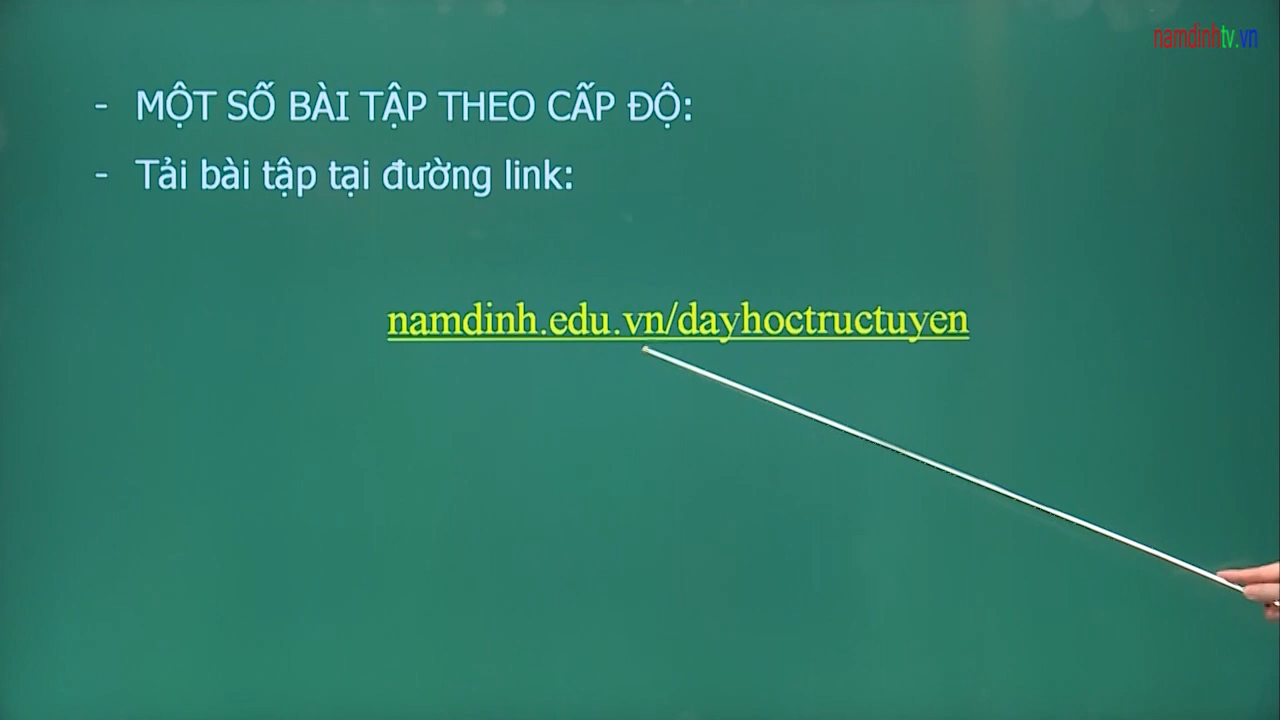 namdinhtv.vn
- MỘT SỐ BÀI TẬP THEO CẤP ĐỘ:
- Tải bài tập tại đường link:
namdinh.edu.vn/dayhoctructuyen